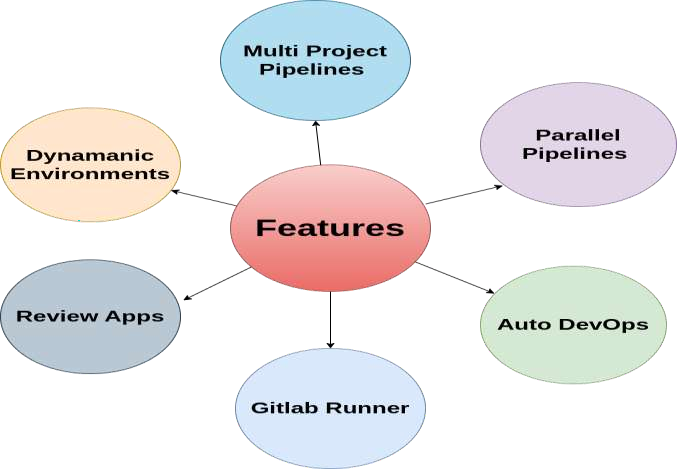 Multi Project
Pipelines
Parallel
Pipelines
Dynamanic
Environments
Features
Review Apps
Auto DevOps
Gitlab Runner